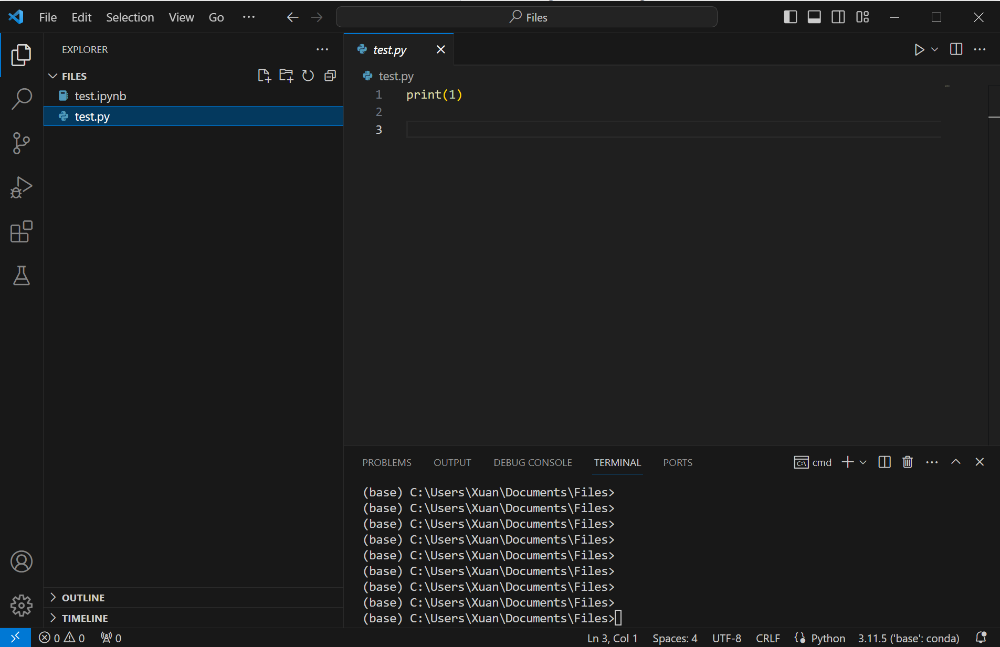 File Edit Selection View Go ··· Files
EXPLORER ···
FILES
test.ipynb
test.py
OUTLINE
TIMELINE
test.py
test.py
1 print(1)
2
3
PROBLEMS OUTPUT DEBUG CONSOLE TERMINAL PORTS cmd
(base) C:\Users\Xuan\Documents\Files>
(base) C:\Users\Xuan\Documents\Files>
(base) C:\Users\Xuan\Documents\Files>
(base) C:\Users\Xuan\Documents\Files>
(base) C:\Users\Xuan\Documents\Files>
(base) C:\Users\Xuan\Documents\Files>
(base) C:\Users\Xuan\Documents\Files>
(base) C:\Users\Xuan\Documents\Files>
(base) C:\Users\Xuan\Documents\Files>
0 0 0 Ln 3, Col 1 Spaces: 4 UTF-8 CRLF Python 3.11.5 ('base': conda)